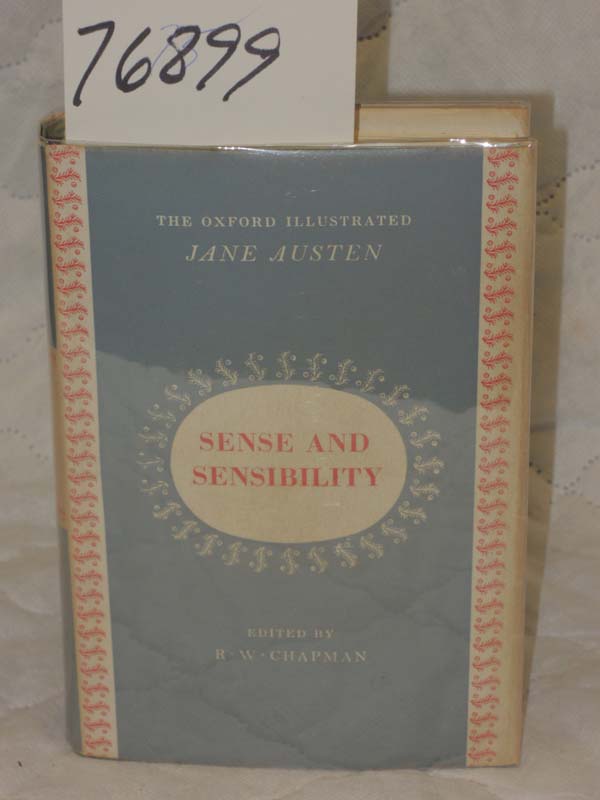 76899
THE OXFORD ILLUSTRATED
JANE AUSTEN
SENSE AND
SENSIBILITY
EDITED BY
R·W·CHAPMAN